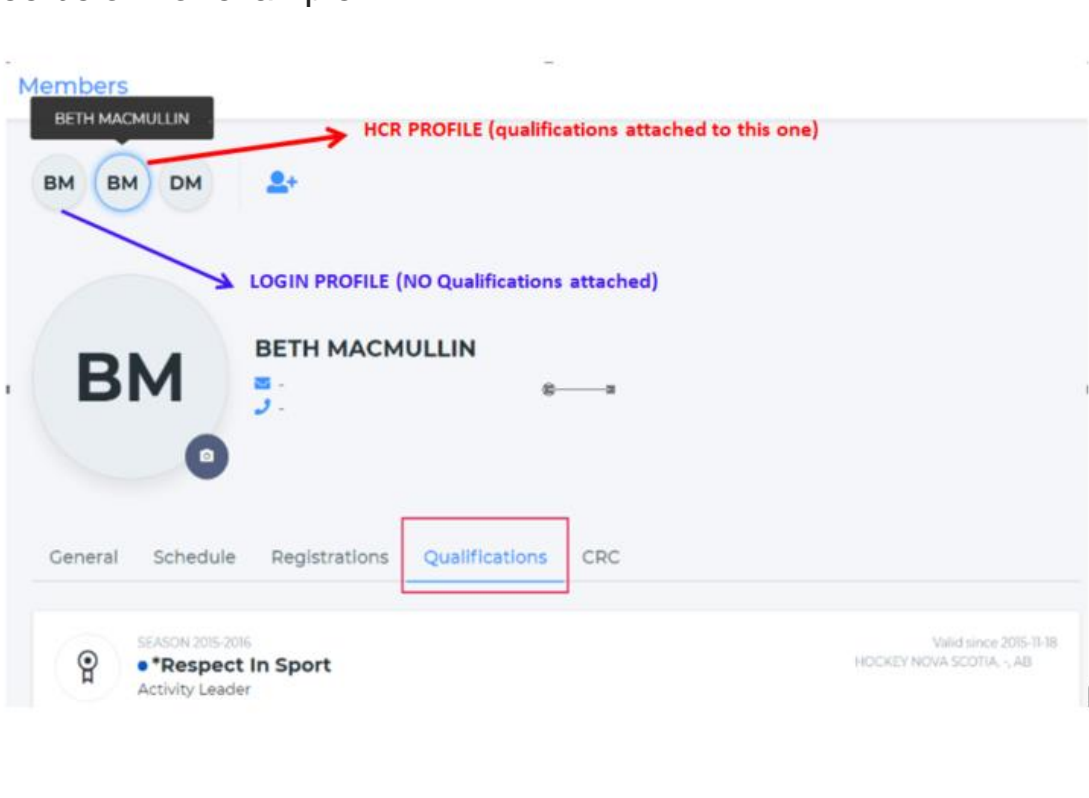 Members
BETH MACMULLIN
HCR PROFILE (qualifications attached to this one)
BM BM DM
LOGIN PROFILE (NO Qualifications attached)
BM
BETH MACMULLIN
-
-
General Schedule Registrations Qualifications CRC
SEASON 2015-2016
Valid since 2015-11-18
*Respect In Sport
HOCKEY NOVA SCOTIA, -, AB
Activity Leader